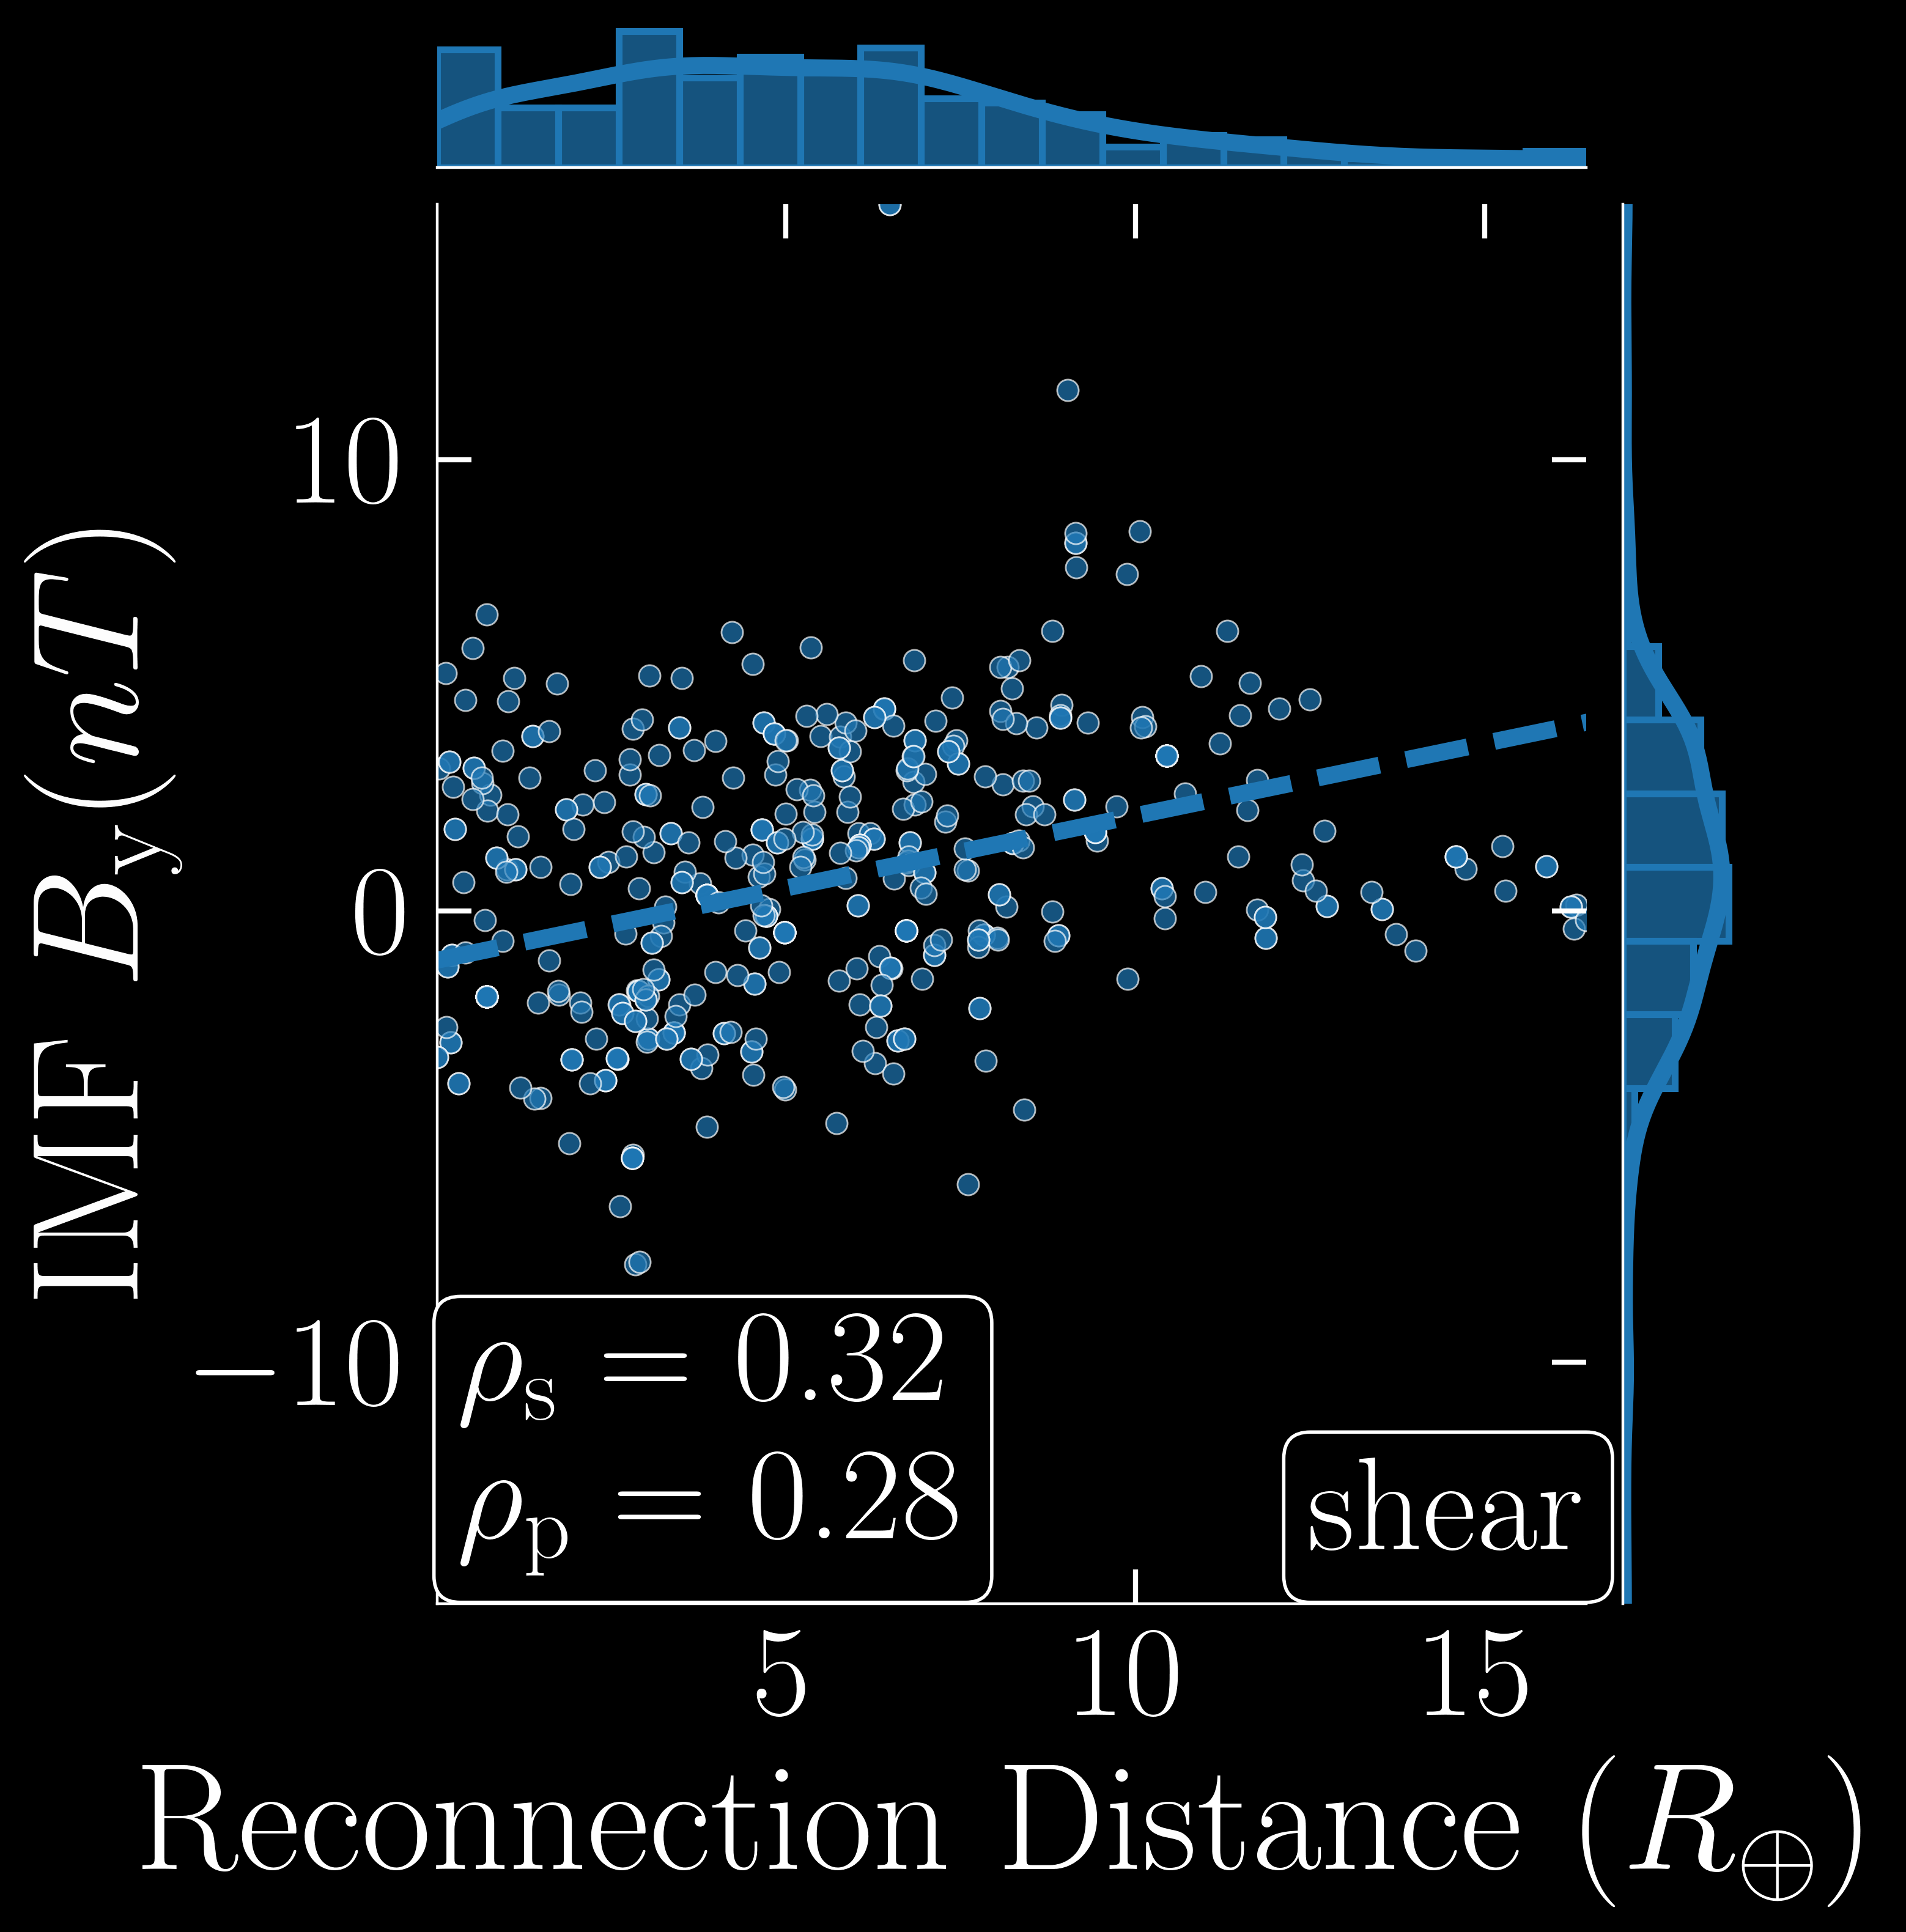 10
0
−10
IMF B_y (nT)
ρ_s = 0.32
ρ_p = 0.28
shear
5 10 15
Reconnection Distance (R_⊕)